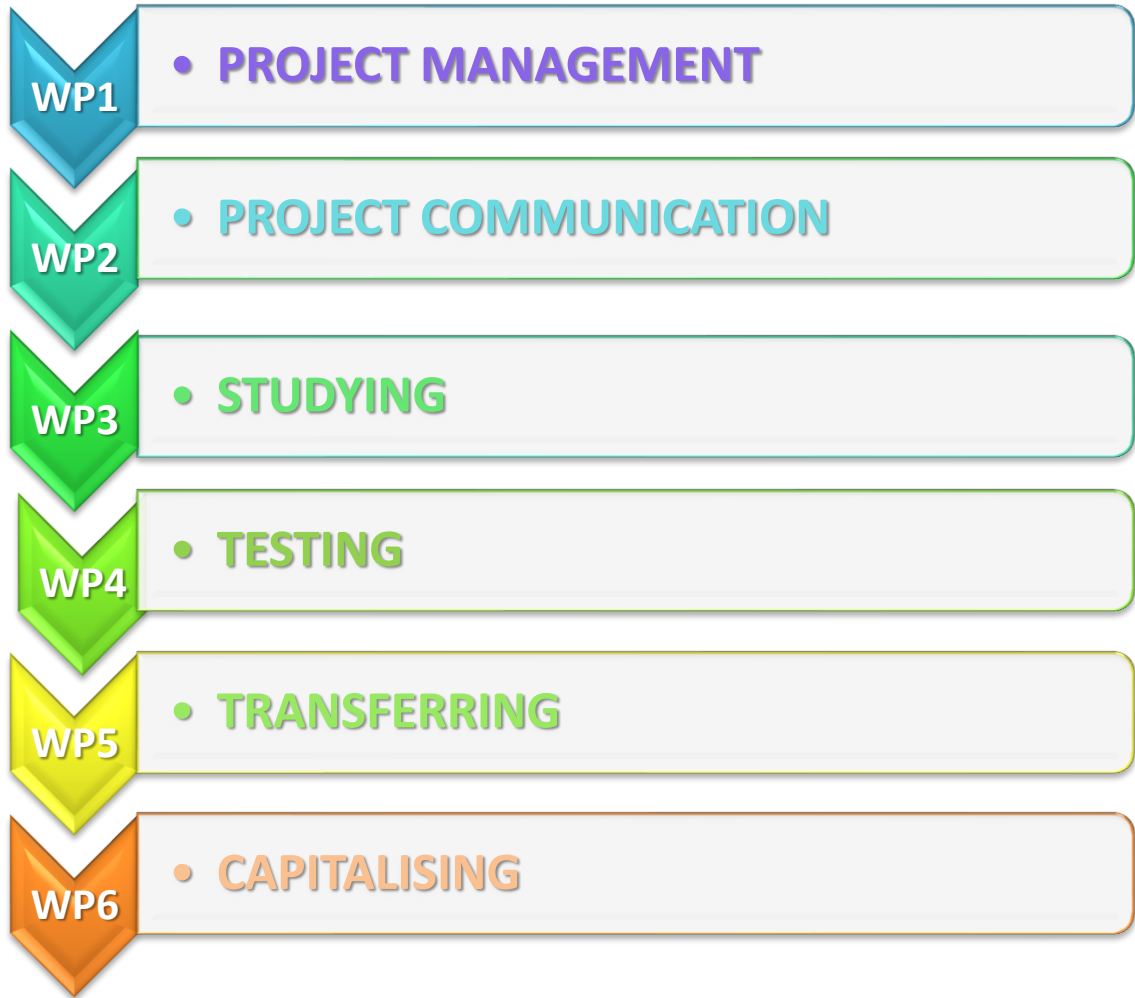 WP1
• PROJECT MANAGEMENT
WP2
• PROJECT COMMUNICATION
WP3
• STUDYING
WP4
• TESTING
WP5
• TRANSFERRING
WP6
• CAPITALISING